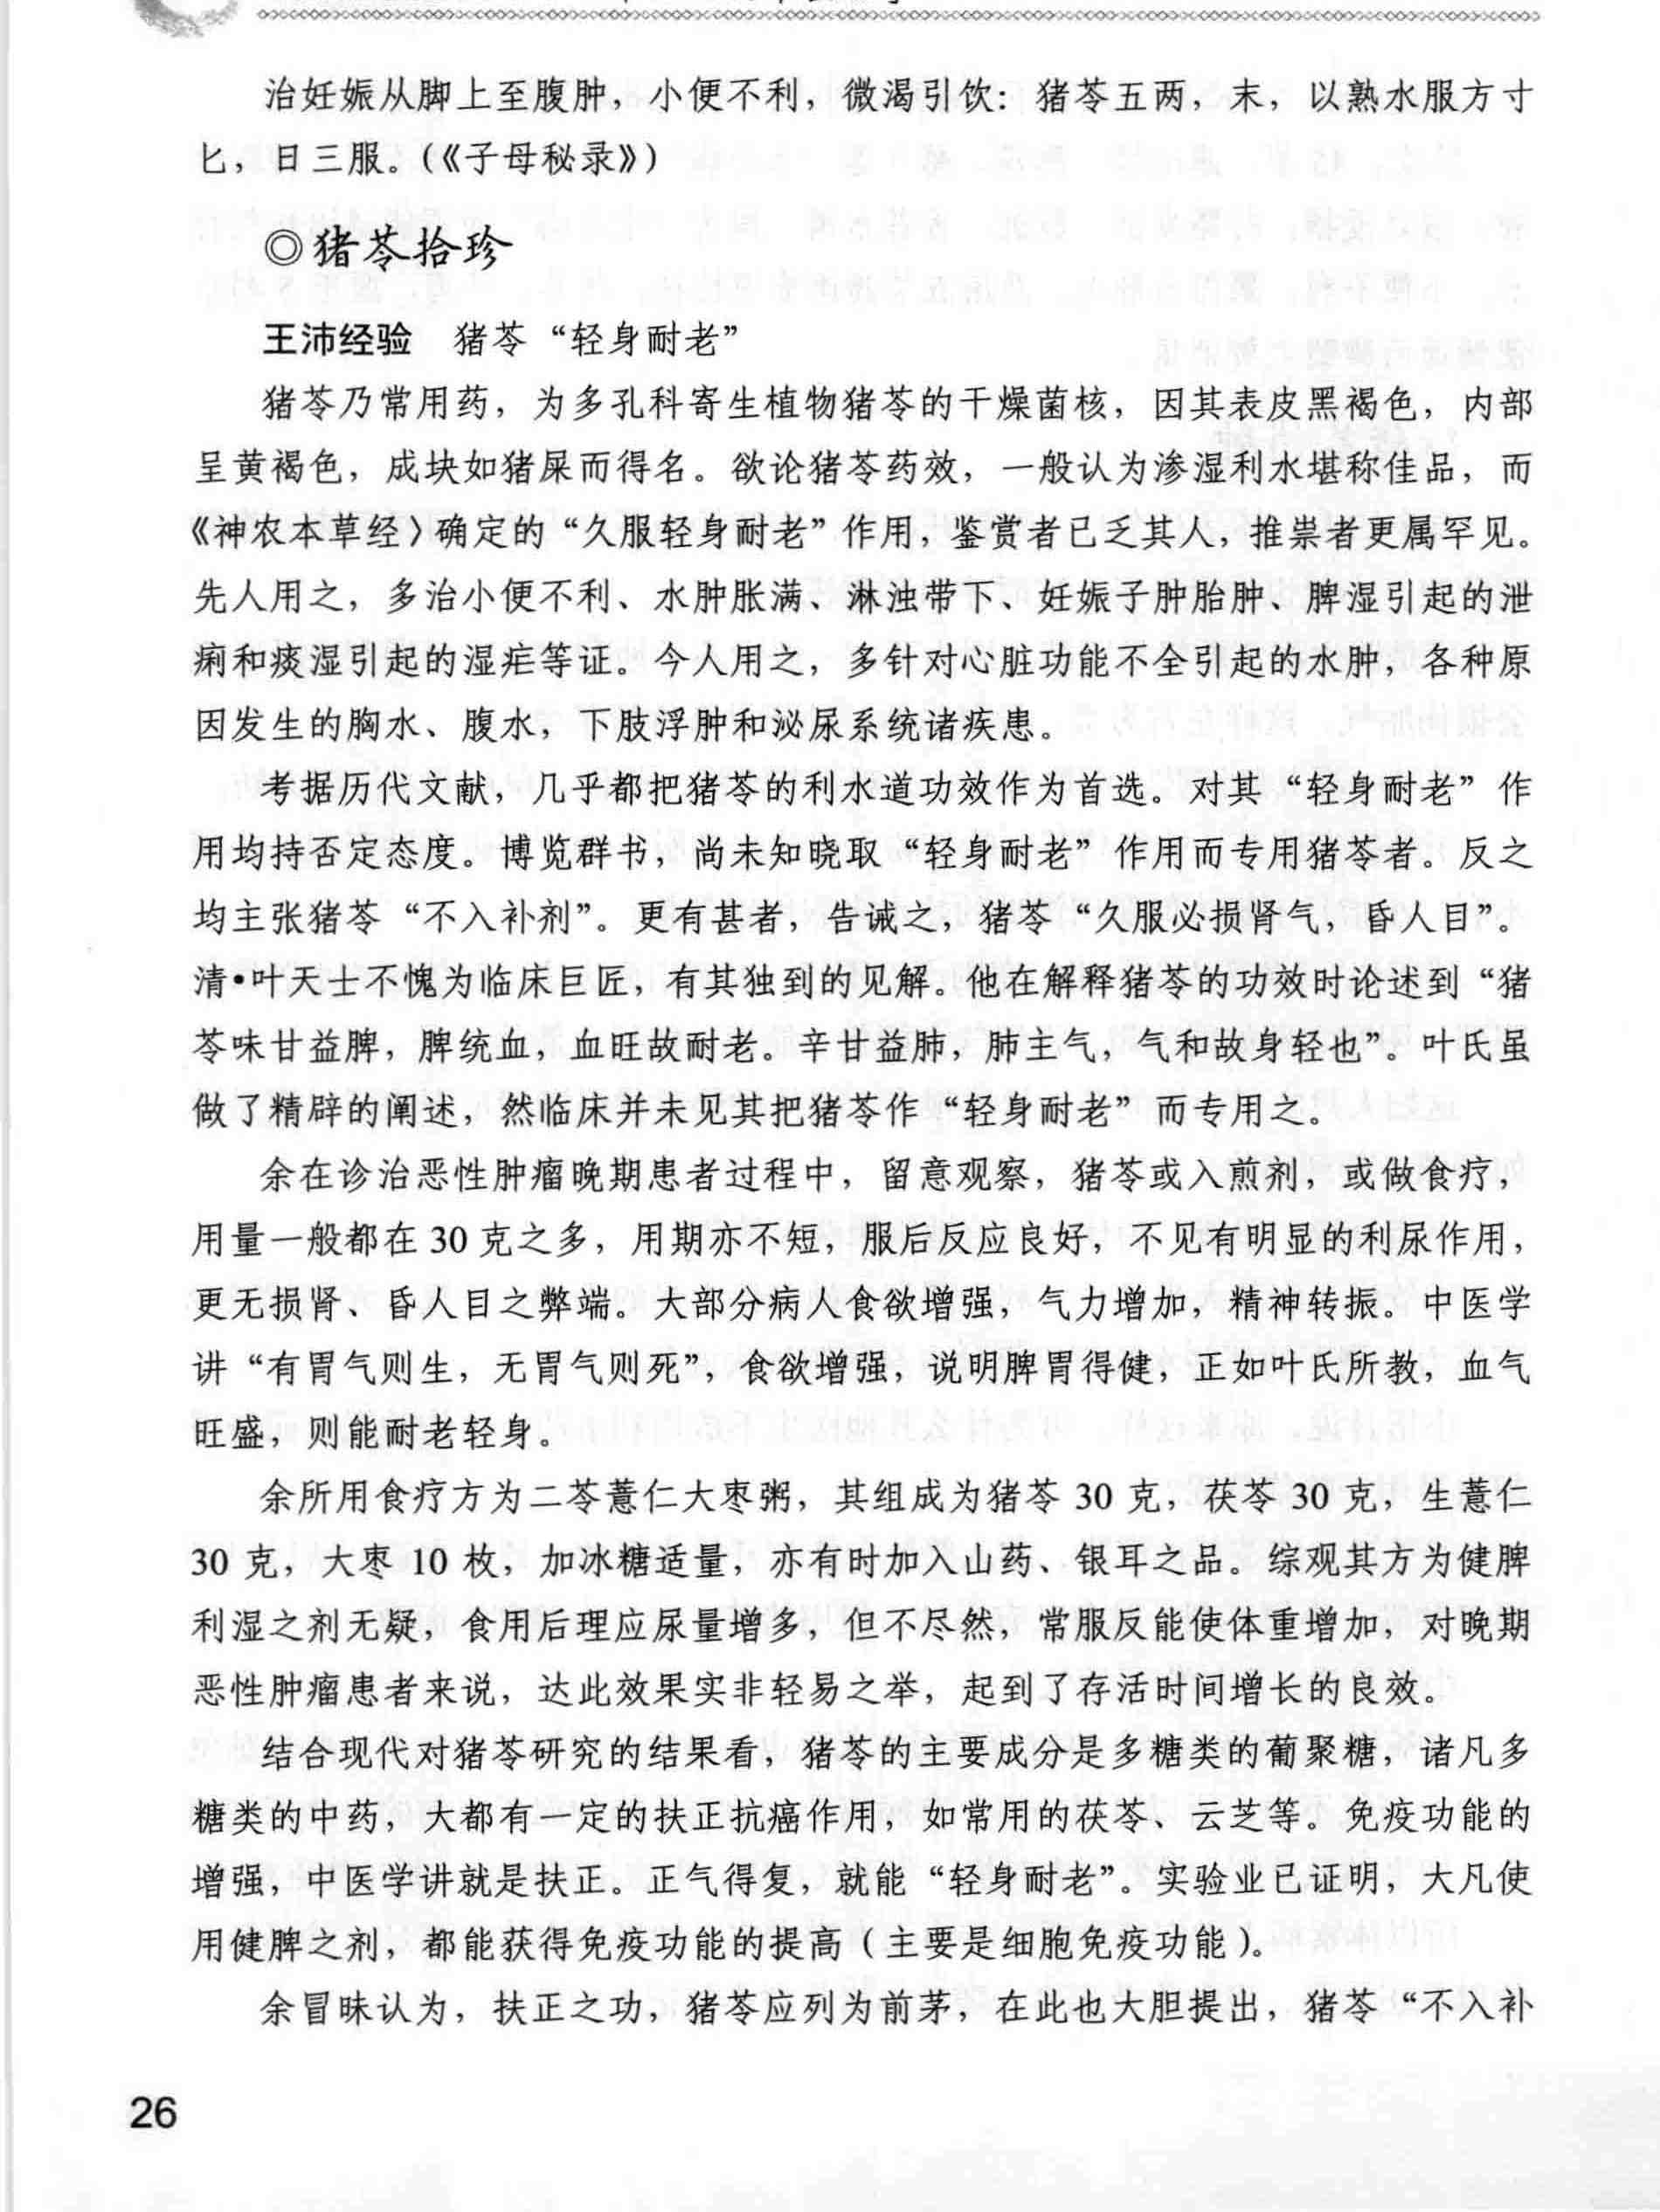 治妊娠从脚上至腹肿，小便不利，微渴引饮：猪苓五两，末，以熟水服方寸
匕，日三服。（《子母秘录》）
◎猪苓拾珍
王沛经验　猪苓“轻身耐老”
猪苓乃常用药，为多孔科寄生植物猪苓的干燥菌核，因其表皮黑褐色，内部
呈黄褐色，成块如猪屎而得名。欲论猪苓药效，一般认为渗湿利水堪称佳品，而
《神农本草经》确定的“久服轻身耐老”作用，鉴赏者已乏其人，推崇者更属罕见。
先人用之，多治小便不利、水肿胀满、淋浊带下、妊娠子肿胎肿、脾湿引起的泄
痢和痰湿引起的湿疟等证。今人用之，多针对心脏功能不全引起的水肿，各种原
因发生的胸水、腹水，下肢浮肿和泌尿系统诸疾患。
考据历代文献，几乎都把猪苓的利水道功效作为首选。对其“轻身耐老”作
用均持否定态度。博览群书，尚未知晓取“轻身耐老”作用而专用猪苓者。反之
均主张猪苓“不入补剂”。更有甚者，告诫之，猪苓“久服必损肾气，昏人目”。
清•叶天士不愧为临床巨匠，有其独到的见解。他在解释猪苓的功效时论述到“猪
苓味甘益脾，脾统血，血旺故耐老。辛甘益肺，肺主气，气和故身轻也”。叶氏虽
做了精辟的阐述，然临床并未见其把猪苓作“轻身耐老”而专用之。
余在诊治恶性肿瘤晚期患者过程中，留意观察，猪苓或入煎剂，或做食疗，
用量一般都在 30 克之多，用期亦不短，服后反应良好，不见有明显的利尿作用，
更无损肾、昏人目之弊端。大部分病人食欲增强，气力增加，精神转振。中医学
讲“有胃气则生，无胃气则死”，食欲增强，说明脾胃得健，正如叶氏所教，血气
旺盛，则能耐老轻身。
余所用食疗方为二苓薏仁大枣粥，其组成为猪苓 30 克，茯苓 30 克，生薏仁
30 克，大枣 10 枚，加冰糖适量，亦有时加入山药、银耳之品。综观其方为健脾
利湿之剂无疑，食用后理应尿量增多，但不尽然，常服反能使体重增加，对晚期
恶性肿瘤患者来说，达此效果实非轻易之举，起到了存活时间增长的良效。
结合现代对猪苓研究的结果看，猪苓的主要成分是多糖类的葡聚糖，诸凡多
糖类的中药，大都有一定的扶正抗癌作用，如常用的茯苓、云芝等。免疫功能的
增强，中医学讲就是扶正。正气得复，就能“轻身耐老”。实验业已证明，大凡使
用健脾之剂，都能获得免疫功能的提高（主要是细胞免疫功能）。
余冒昧认为，扶正之功，猪苓应列为前茅，在此也大胆提出，猪苓“不入补
26